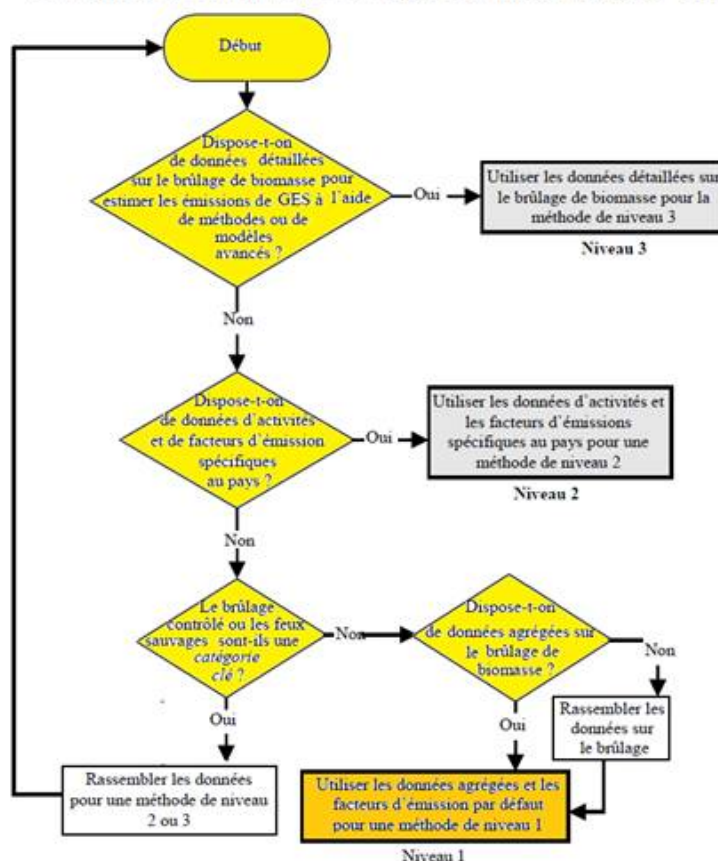 Début
Dispose-t-on
de données détaillées
sur le brûlage de biomasse pour
estimer les émissions de GES à l'aide
de méthodes ou de
modèles
avancés ?
Oui
Utiliser les données détaillées sur
le brûlage de biomasse pour la
méthode de niveau 3
Niveau 3
Non
Dispose-t-on
de données d'activités
et de facteurs d'émission
spécifiques
au pays ?
Oui
Utiliser les données d'activités et
les facteurs d'émissions
spécifiques au pays pour une
méthode de niveau 2
Niveau 2
Non
Le brûlage
contrôlé ou les feux
sauvages sont-ils une
catégorie
clé ?
Non
Dispose-t-on
de données agrégées sur
le brûlage de
biomasse ?
Non
Rassembler les
données sur
le brûlage
Oui
Oui
Rassembler les données
pour une méthode de niveau
2 ou 3
Utiliser les données agrégées et les
facteurs d'émission par défaut
pour une méthode de niveau 1
Niveau 1